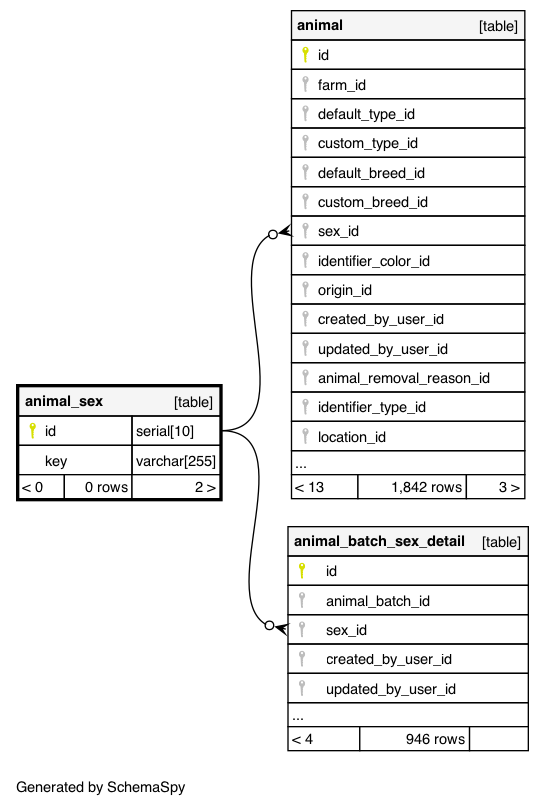 animal [table]
id
farm_id
default_type_id
custom_type_id
default_breed_id
custom_breed_id
sex_id
identifier_color_id
origin_id
created_by_user_id
updated_by_user_id
animal_removal_reason_id
identifier_type_id
location_id
...
< 13 1,842 rows 3 >
animal_sex [table]
id serial[10]
key varchar[255]
< 0 0 rows 2 >
animal_batch_sex_detail [table]
id
animal_batch_id
sex_id
created_by_user_id
updated_by_user_id
...
< 4 946 rows
Generated by SchemaSpy